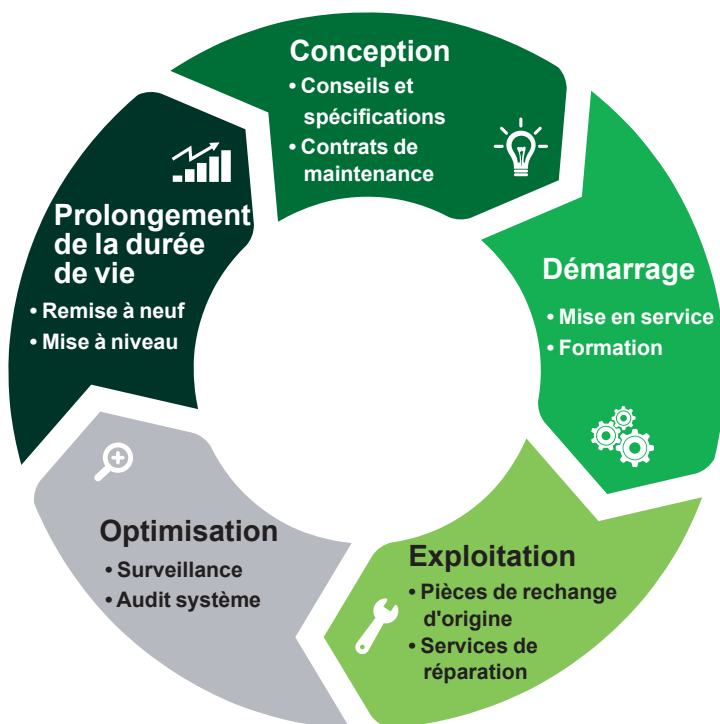 Conception
• Conseils et
spécifications
• Contrats de
maintenance
Démarrage
• Mise en service
• Formation
Exploitation
• Pièces de rechange
d'origine
• Services de
réparation
Optimisation
• Surveillance
• Audit système
Prolongement
de la durée
de vie
• Remise à neuf
• Mise à niveau